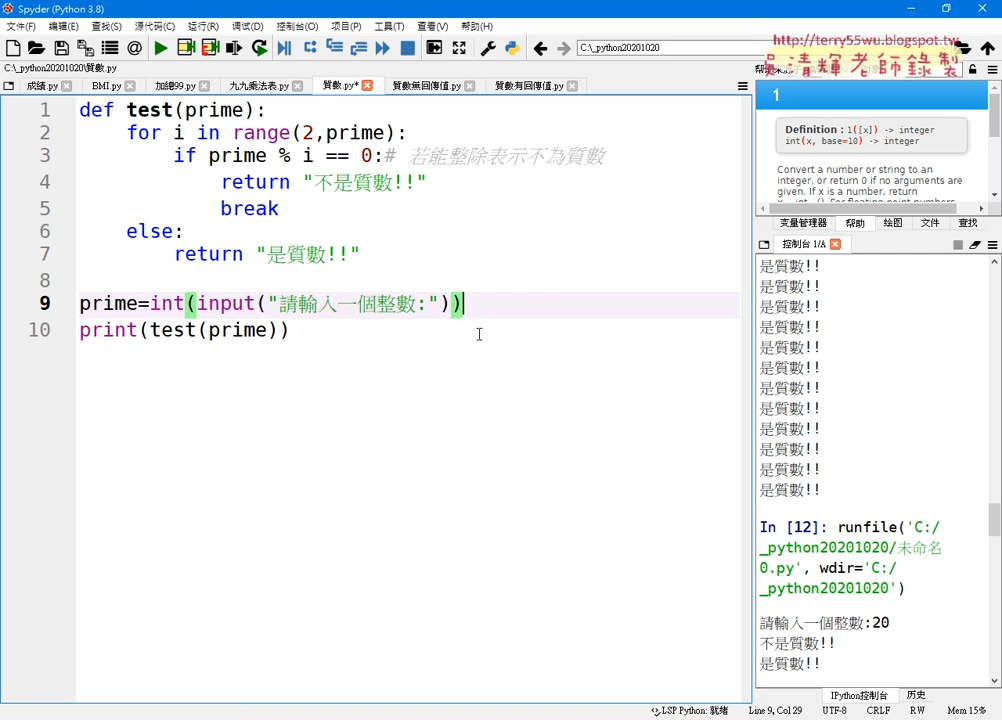 Spyder (Python 3.8)
文件(F) 编辑(E) 查找(S) 源代码(C) 运行(R) 调试(D) 控制台(O) 项目(P) 工具(T) 查看(V) 帮助(H)
C:\_python20201020
http://terry55wu.blogspot.tw
吳清輝老師錄製
C:\_python20201020\質數.py
成绩.py BMI.py 加總99.py 九九乘法表.py 質數.py* 質數無回傳值.py 質數有回傳值.py
1 def test(prime):
2 for i in range(2,prime):
3 if prime % i == 0:# 若能整除表示不為質數
4 return "不是質數!!"
5 break
6 else:
7 return "是質數!!"
8
9 prime=int(input("請輸入一個整數:"))
10 print(test(prime))
1
Definition : 1([x]) -> integer
int(x, base=10) -> integer
Convert a number or string to an
integer, or return 0 if no arguments are
given. If x is a number, return
变量管理器 帮助 绘图 文件 查找
控制台 1/A
是質數!!
是質數!!
是質數!!
是質數!!
是質數!!
是質數!!
是質數!!
是質數!!
是質數!!
是質數!!
是質數!!
是質數!!
In [12]: runfile('C:/
_python20201020/未命名
0.py', wdir='C:/
_python20201020')
請輸入一個整數:20
不是質數!!
是質數!!
IPython控制台 历史
LSP Python: 就绪 Line 9, Col 29 UTF-8 CRLF RW Mem 15%